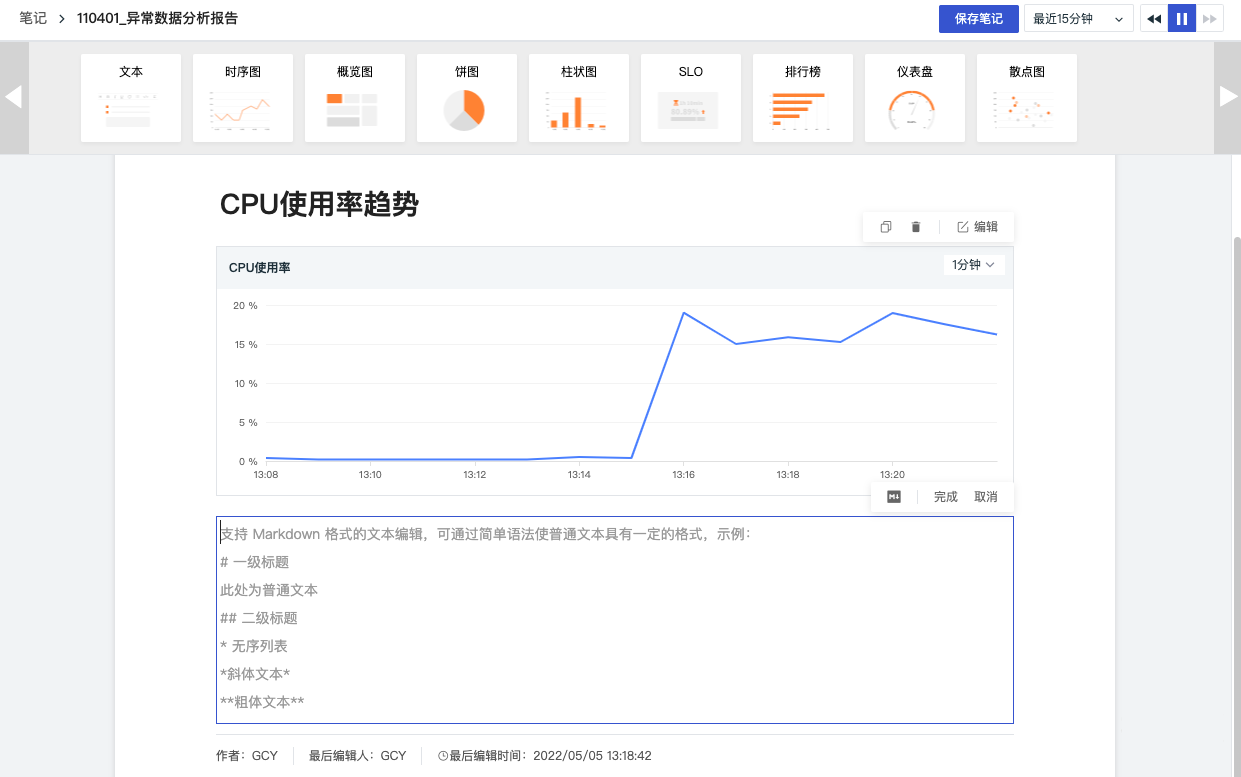 笔记 > 110401_异常数据分析报告
保存笔记
最近15分钟
文本
时序图
概览图
饼图
柱状图
SLO
排行榜
仪表盘
散点图
CPU使用率趋势
编辑
CPU使用率
1分钟
20 %
15 %
10 %
5 %
0 %
13:08 13:10 13:12 13:14 13:16 13:18 13:20
M↓
完成 取消
支持 Markdown 格式的文本编辑，可通过简单语法使普通文本具有一定的格式，示例：
# 一级标题
此处为普通文本
## 二级标题
* 无序列表
*斜体文本*
**粗体文本**
作者：GCY
最后编辑人：GCY
最后编辑时间：2022/05/05 13:18:42